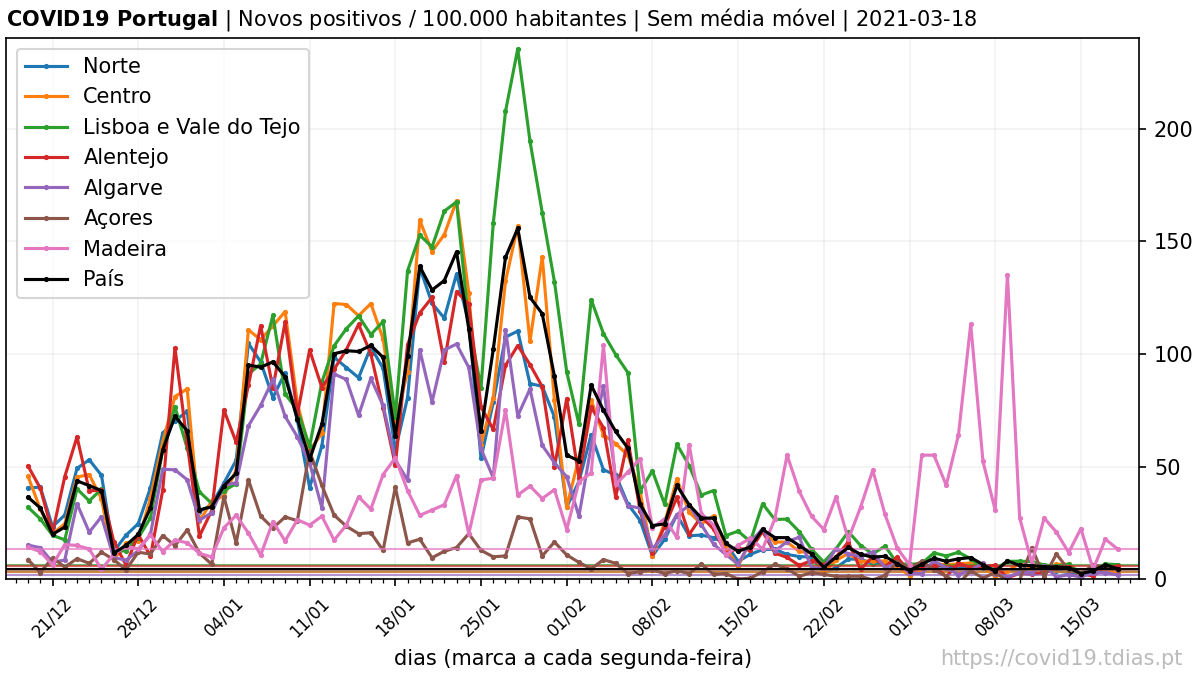 COVID19 Portugal | Novos positivos / 100.000 habitantes | Sem média móvel | 2021-03-18
Norte
Centro
Lisboa e Vale do Tejo
Alentejo
Algarve
Açores
Madeira
País
200
150
100
50
0
21/12
28/12
04/01
11/01
18/01
25/01
01/02
08/02
15/02
22/02
01/03
08/03
15/03
dias (marca a cada segunda-feira)
https://covid19.tdias.pt